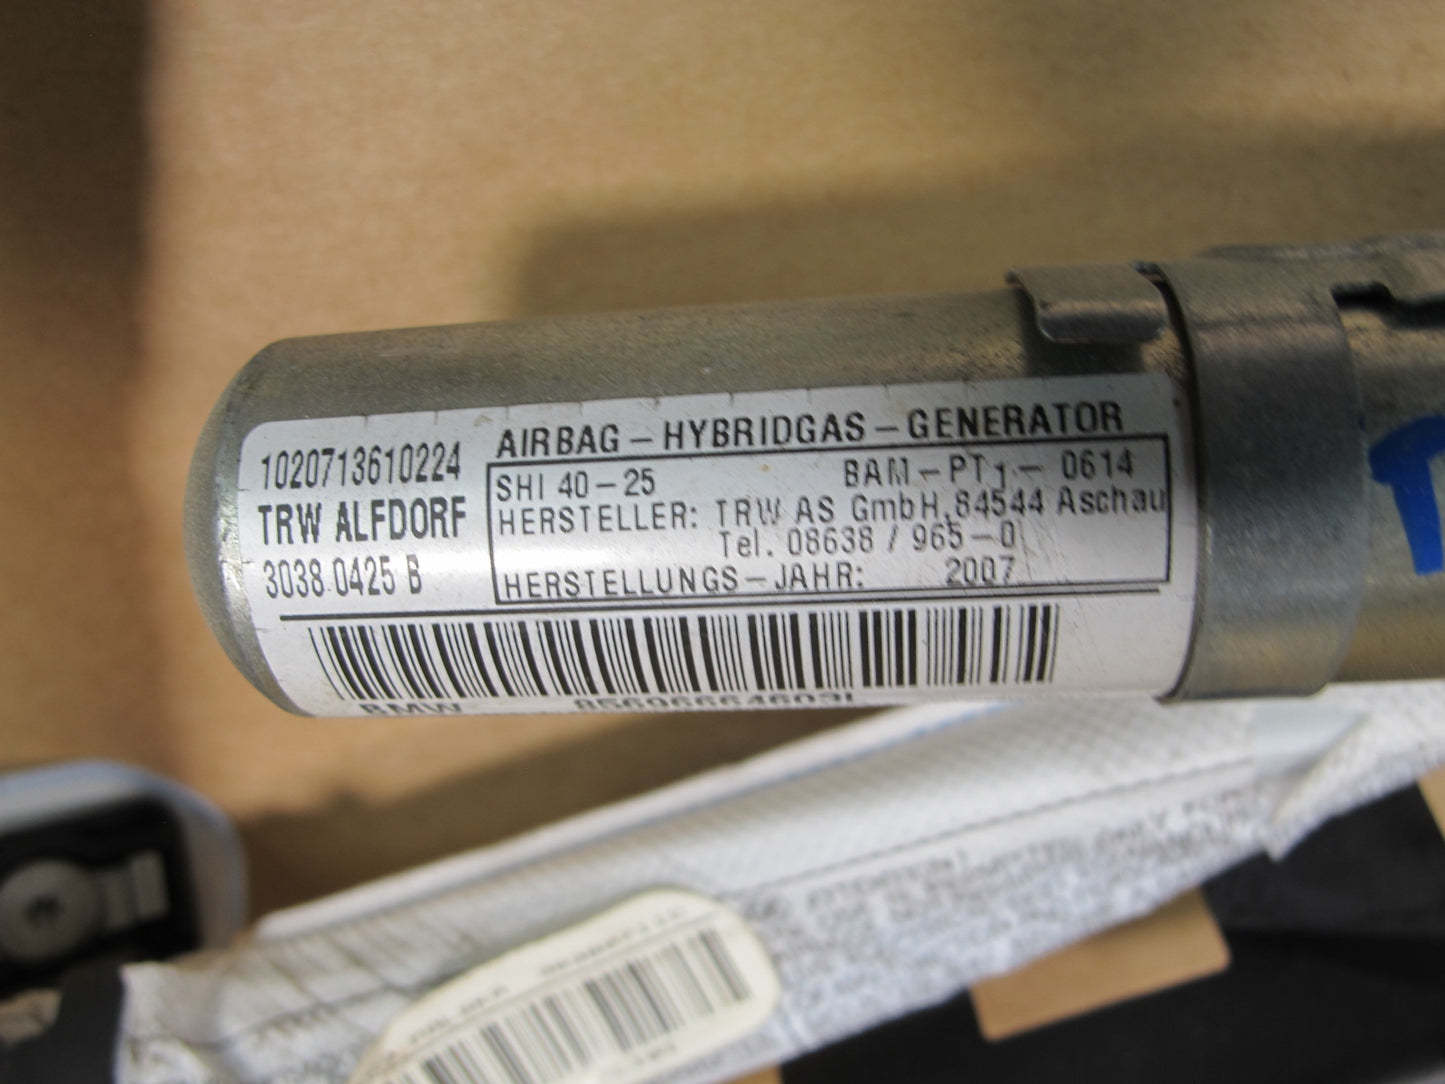 1020713610224
TRW ALFDORF
3038 0425 B
AIRBAG – HYBRIDGAS – GENERATOR
SHI 40 – 25 BAM – PT1 – 0614
HERSTELLER: TRW AS GmbH, 84544 Aschau
Tel. 08638 / 965 – 0
HERSTELLUNGS – JAHR: 2007
BMW